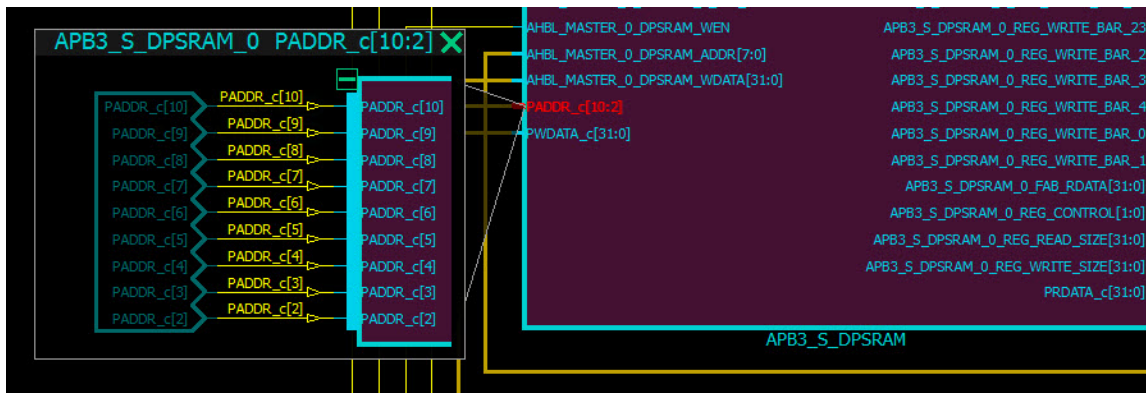 APB3_S_DPSRAM_0 PADDR_c[10:2]
PADDR_c[10] PADDR_c[10] PADDR_c[10]
PADDR_c[9] PADDR_c[9] PADDR_c[9]
PADDR_c[8] PADDR_c[8] PADDR_c[8]
PADDR_c[7] PADDR_c[7] PADDR_c[7]
PADDR_c[6] PADDR_c[6] PADDR_c[6]
PADDR_c[5] PADDR_c[5] PADDR_c[5]
PADDR_c[4] PADDR_c[4] PADDR_c[4]
PADDR_c[3] PADDR_c[3] PADDR_c[3]
PADDR_c[2] PADDR_c[2] PADDR_c[2]
AHBL_MASTER_0_DPSRAM_WEN
AHBL_MASTER_0_DPSRAM_ADDR[7:0]
AHBL_MASTER_0_DPSRAM_WDATA[31:0]
PADDR_c[10:2]
PWDATA_c[31:0]
APB3_S_DPSRAM_0_REG_WRITE_BAR_23
APB3_S_DPSRAM_0_REG_WRITE_BAR_2
APB3_S_DPSRAM_0_REG_WRITE_BAR_3
APB3_S_DPSRAM_0_REG_WRITE_BAR_4
APB3_S_DPSRAM_0_REG_WRITE_BAR_0
APB3_S_DPSRAM_0_REG_WRITE_BAR_1
APB3_S_DPSRAM_0_FAB_RDATA[31:0]
APB3_S_DPSRAM_0_REG_CONTROL[1:0]
APB3_S_DPSRAM_0_REG_READ_SIZE[31:0]
APB3_S_DPSRAM_0_REG_WRITE_SIZE[31:0]
PRDATA_c[31:0]
APB3_S_DPSRAM